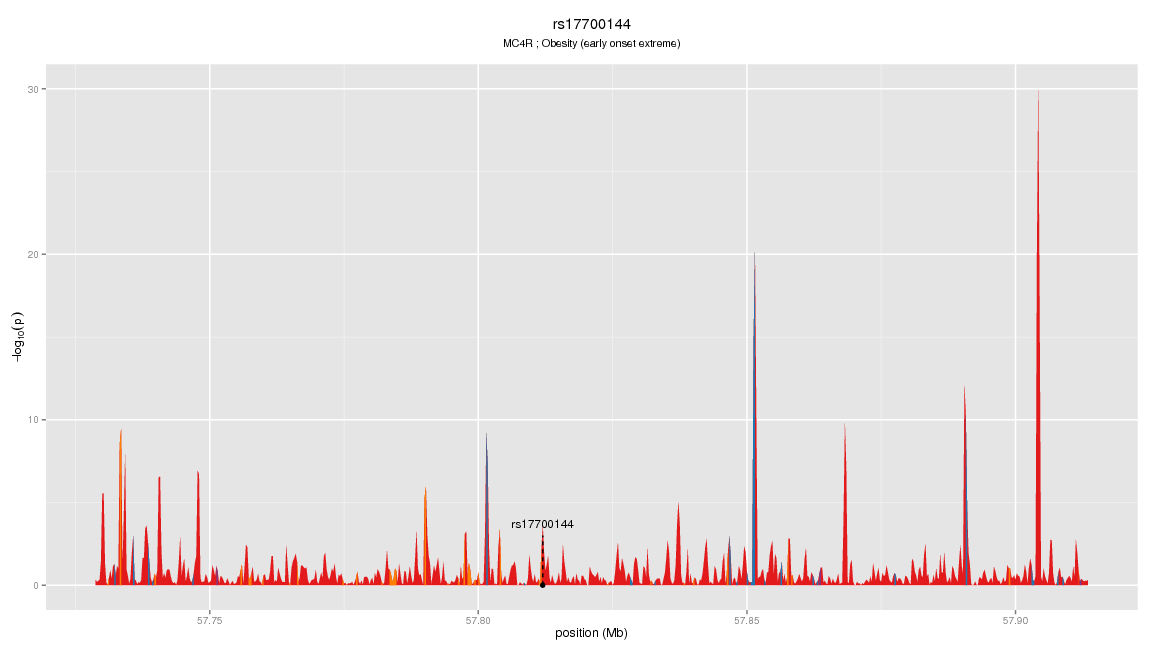 rs17700144
MC4R ; Obesity (early onset extreme)
30
20
10
0
−log10(p)
rs17700144
57.75
57.80
57.85
57.90
position (Mb)